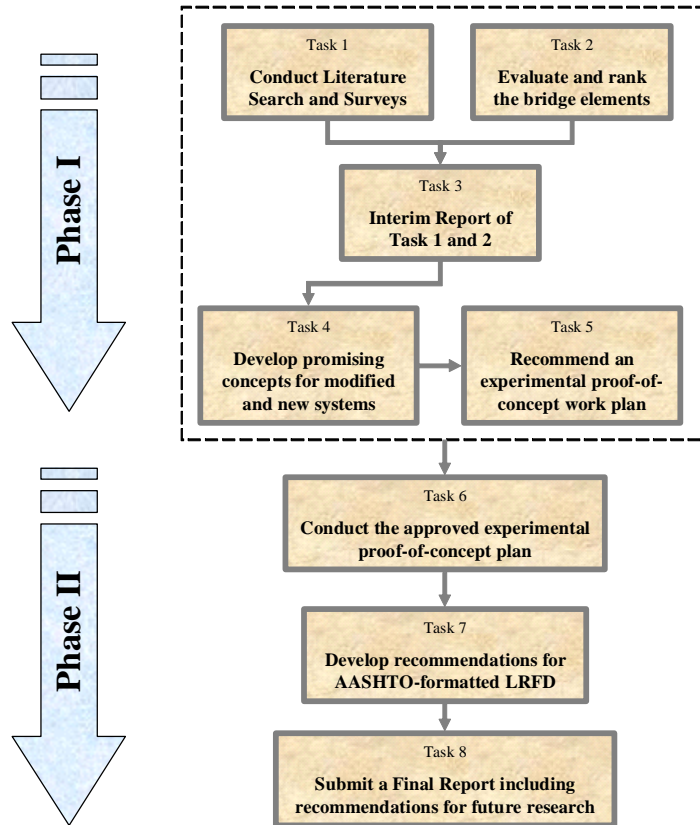 Phase I
Task 1
Conduct Literature
Search and Surveys
Task 2
Evaluate and rank
the bridge elements
Task 3
Interim Report of
Task 1 and 2
Task 4
Develop promising
concepts for modified
and new systems
Task 5
Recommend an
experimental proof-of-
concept work plan
Phase II
Task 6
Conduct the approved experimental
proof-of-concept plan
Task 7
Develop recommendations for
AASHTO-formatted LRFD
Task 8
Submit a Final Report including
recommendations for future research